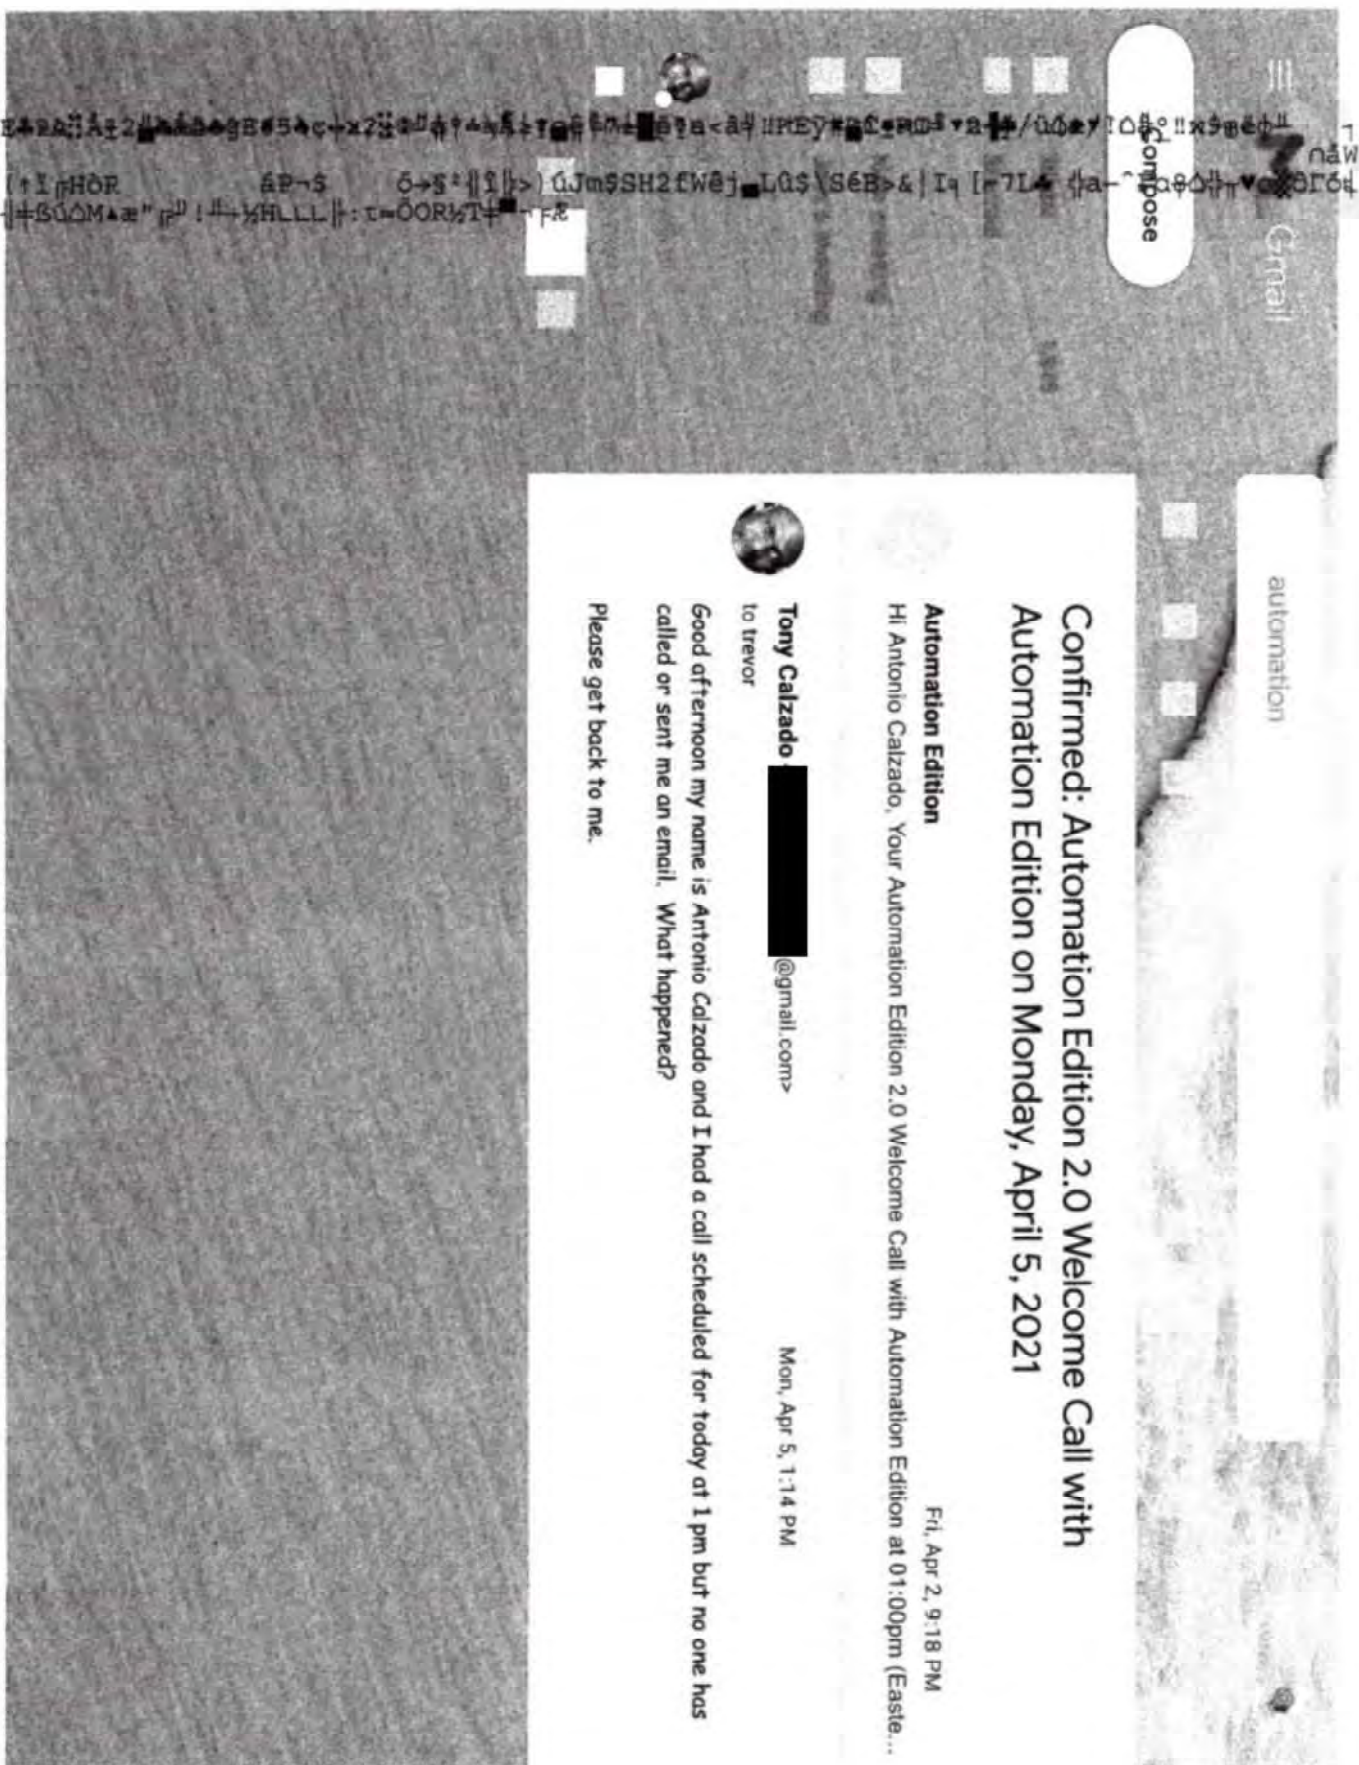 Gmail
automation
Compose
Confirmed: Automation Edition 2.0 Welcome Call with
Automation Edition on Monday, April 5, 2021
Automation Edition
Fri, Apr 2, 9:18 PM
Hi Antonio Calzado, Your Automation Edition 2.0 Welcome Call with Automation Edition at 01:00pm (Easte...
Tony Calzado
@gmail.com>
Mon, Apr 5, 1:14 PM
to trevor
Good afternoon my name is Antonio Calzado and I had a call scheduled for today at 1 pm but no one has
called or sent me an email. What happened?
Please get back to me.